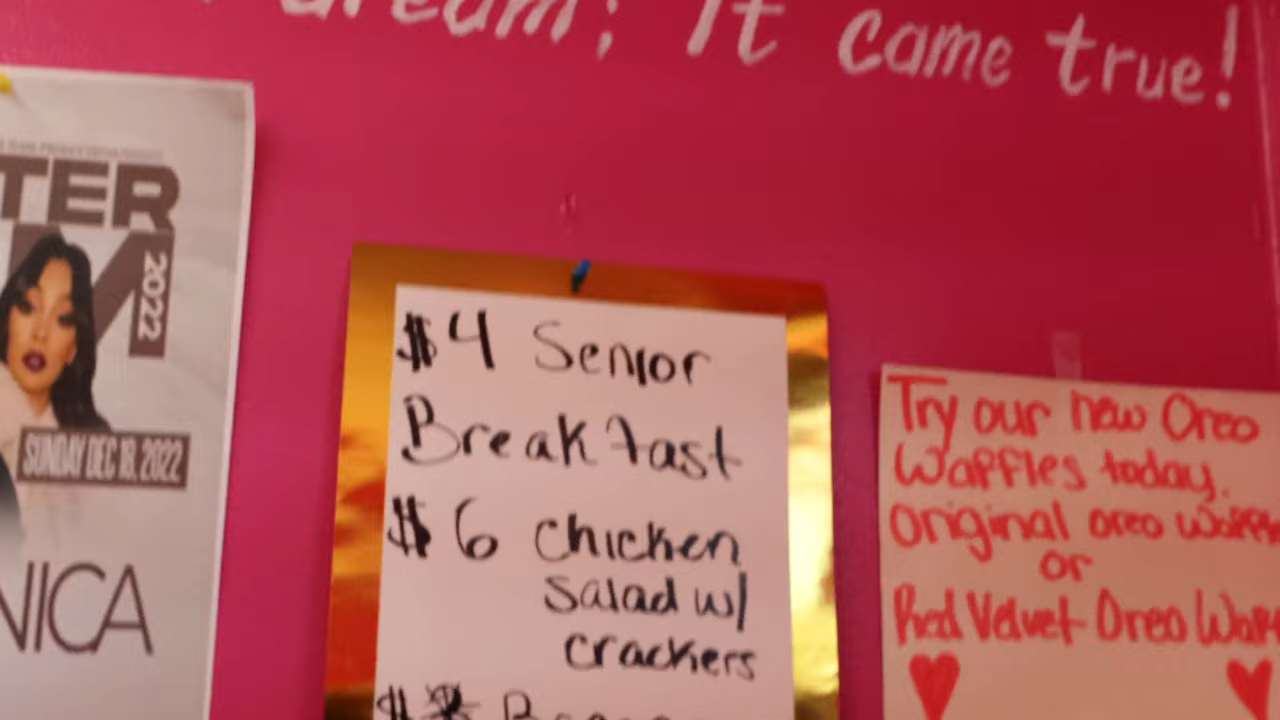 dream; It came true!
TER
2022
SUNDAY DEC 18, 2022
NICA
$4 Senior
Breakfast
$6 Chicken
Salad w/
crackers
Try our new Oreo
Waffles today.
Original oreo
or
Red Velvet Oreo